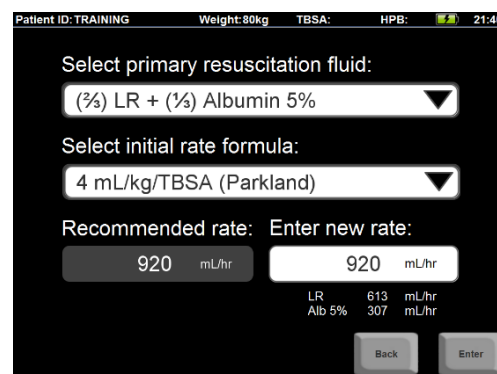 Patient ID: TRAINING Weight: 80kg TBSA: HPB: 21:4
Select primary resuscitation fluid:
(⅔) LR + (⅓) Albumin 5%
Select initial rate formula:
4 mL/kg/TBSA (Parkland)
Recommended rate: Enter new rate:
920 mL/hr 920 mL/hr
LR 613 mL/hr
Alb 5% 307 mL/hr
Back Enter